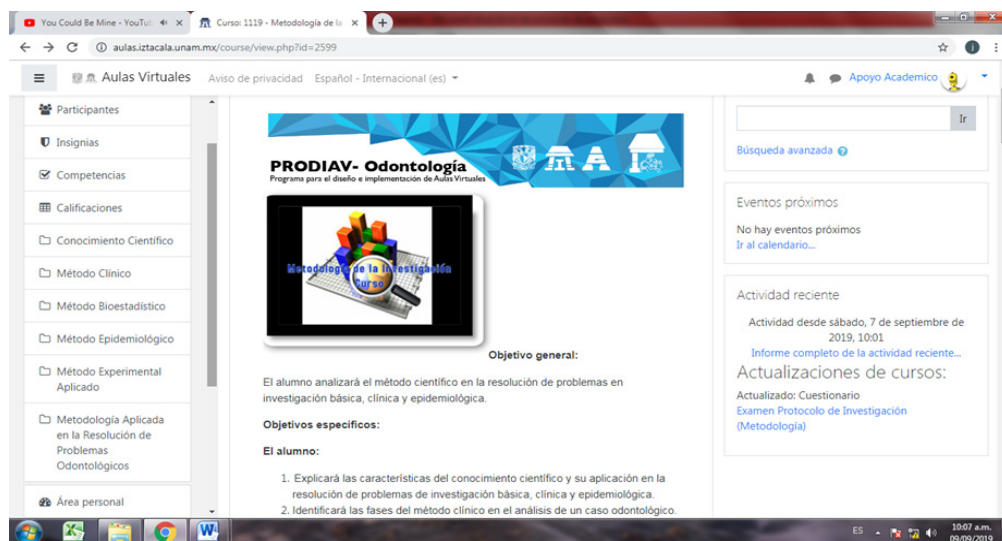 You Could Be Mine - YouTu
Curso: 1119 - Metodología de la
aulas.iztacala.unam.mx/course/view.php?id=2599
Aulas Virtuales
Aviso de privacidad
Español - Internacional (es)
Apoyo Academico
Participantes
Insignias
Competencias
Calificaciones
Conocimiento Científico
Método Clínico
Método Bioestadístico
Método Epidemiológico
Método Experimental
Aplicado
Metodología Aplicada
en la Resolución de
Problemas
Odontológicos
Área personal
PRODIAV- Odontología
Programa para el diseño e implementación de Aulas Virtuales
Metodología de la Investigación
Curso
Objetivo general:
El alumno analizará el método científico en la resolución de problemas en
investigación básica, clínica y epidemiológica.
Objetivos especificos:
El alumno:
1. Explicará las características del conocimiento científico y su aplicación en la
resolución de problemas de investigación básica, clínica y epidemiológica.
2. Identificará las fases del método clínico en el análisis de un caso odontológico.
Ir
Búsqueda avanzada
Eventos próximos
No hay eventos próximos
Ir al calendario...
Actividad reciente
Actividad desde sábado, 7 de septiembre de
2019, 10:01
Informe completo de la actividad reciente...
Actualizaciones de cursos:
Actualizado: Cuestionario
Examen Protocolo de Investigación
(Metodología)
ES
10:07 a.m.
09/09/2019